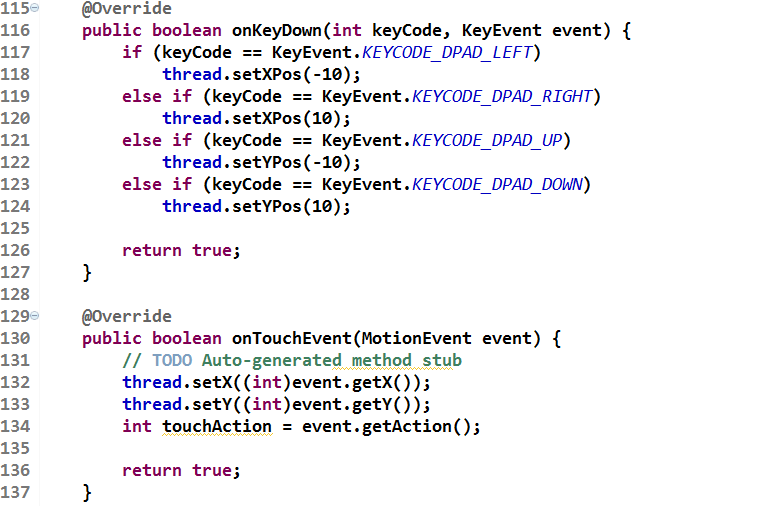 115 @Override
116 public boolean onKeyDown(int keyCode, KeyEvent event) {
117 if (keyCode == KeyEvent.KEYCODE_DPAD_LEFT)
118 thread.setXPos(-10);
119 else if (keyCode == KeyEvent.KEYCODE_DPAD_RIGHT)
120 thread.setXPos(10);
121 else if (keyCode == KeyEvent.KEYCODE_DPAD_UP)
122 thread.setYPos(-10);
123 else if (keyCode == KeyEvent.KEYCODE_DPAD_DOWN)
124 thread.setYPos(10);
125
126 return true;
127 }
128
129 @Override
130 public boolean onTouchEvent(MotionEvent event) {
131 // TODO Auto-generated method stub
132 thread.setX((int)event.getX());
133 thread.setY((int)event.getY());
134 int touchAction = event.getAction();
135
136 return true;
137 }